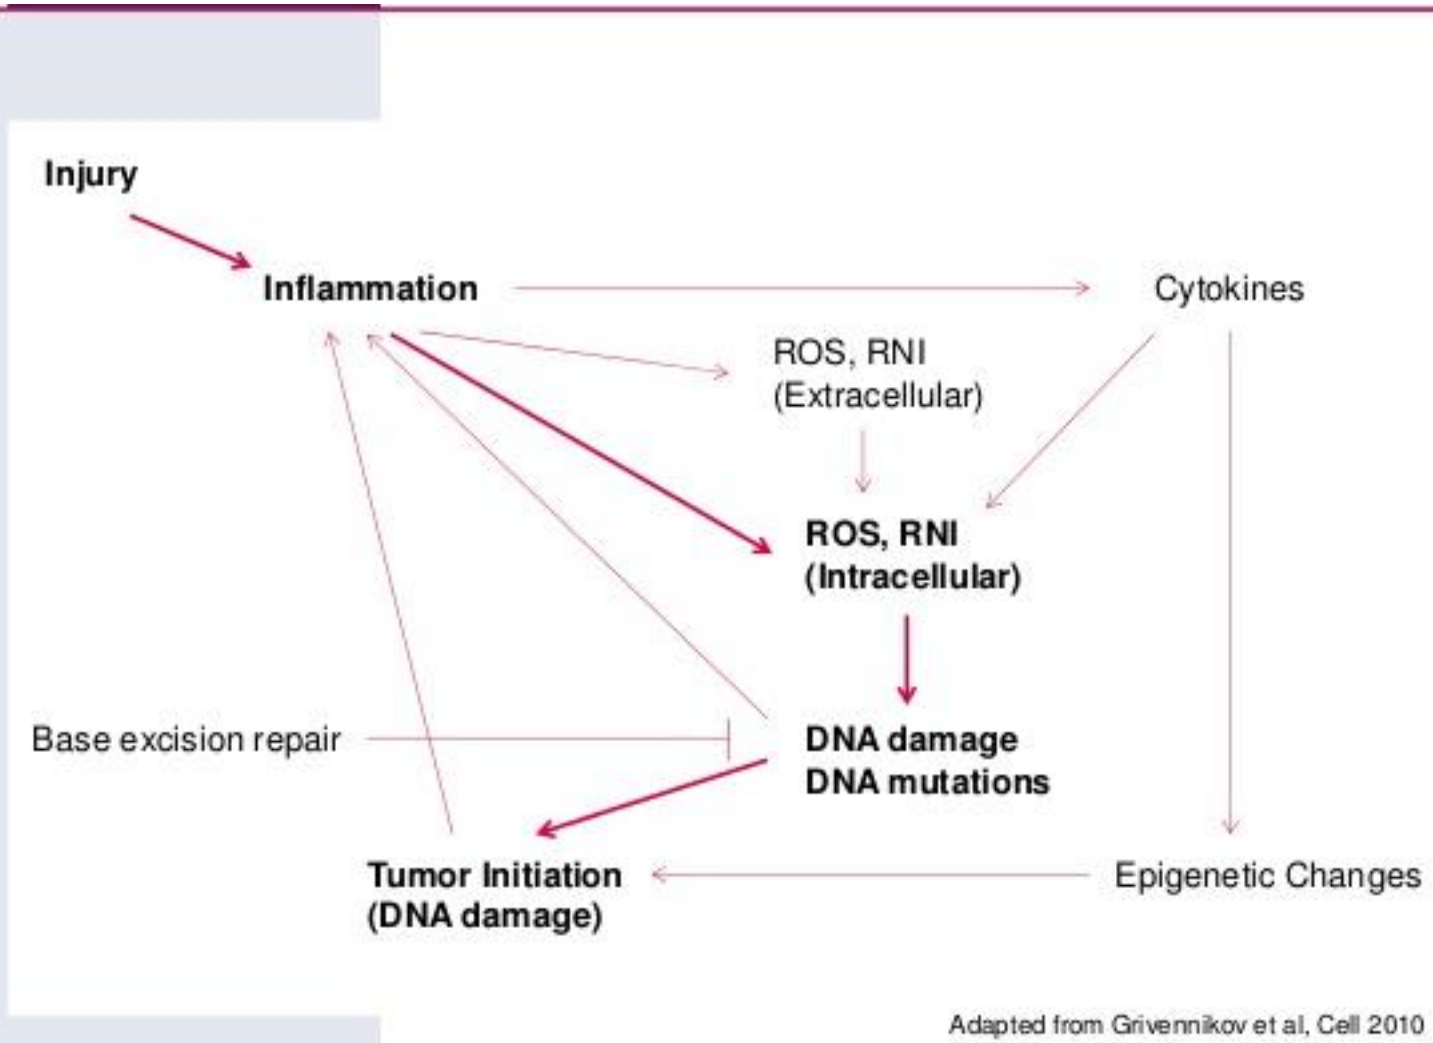 Injury
Inflammation
Cytokines
ROS, RNI
(Extracellular)
ROS, RNI
(Intracellular)
Base excision repair
DNA damage
DNA mutations
Tumor Initiation
(DNA damage)
Epigenetic Changes
Adapted from Grivennikov et al, Cell 2010